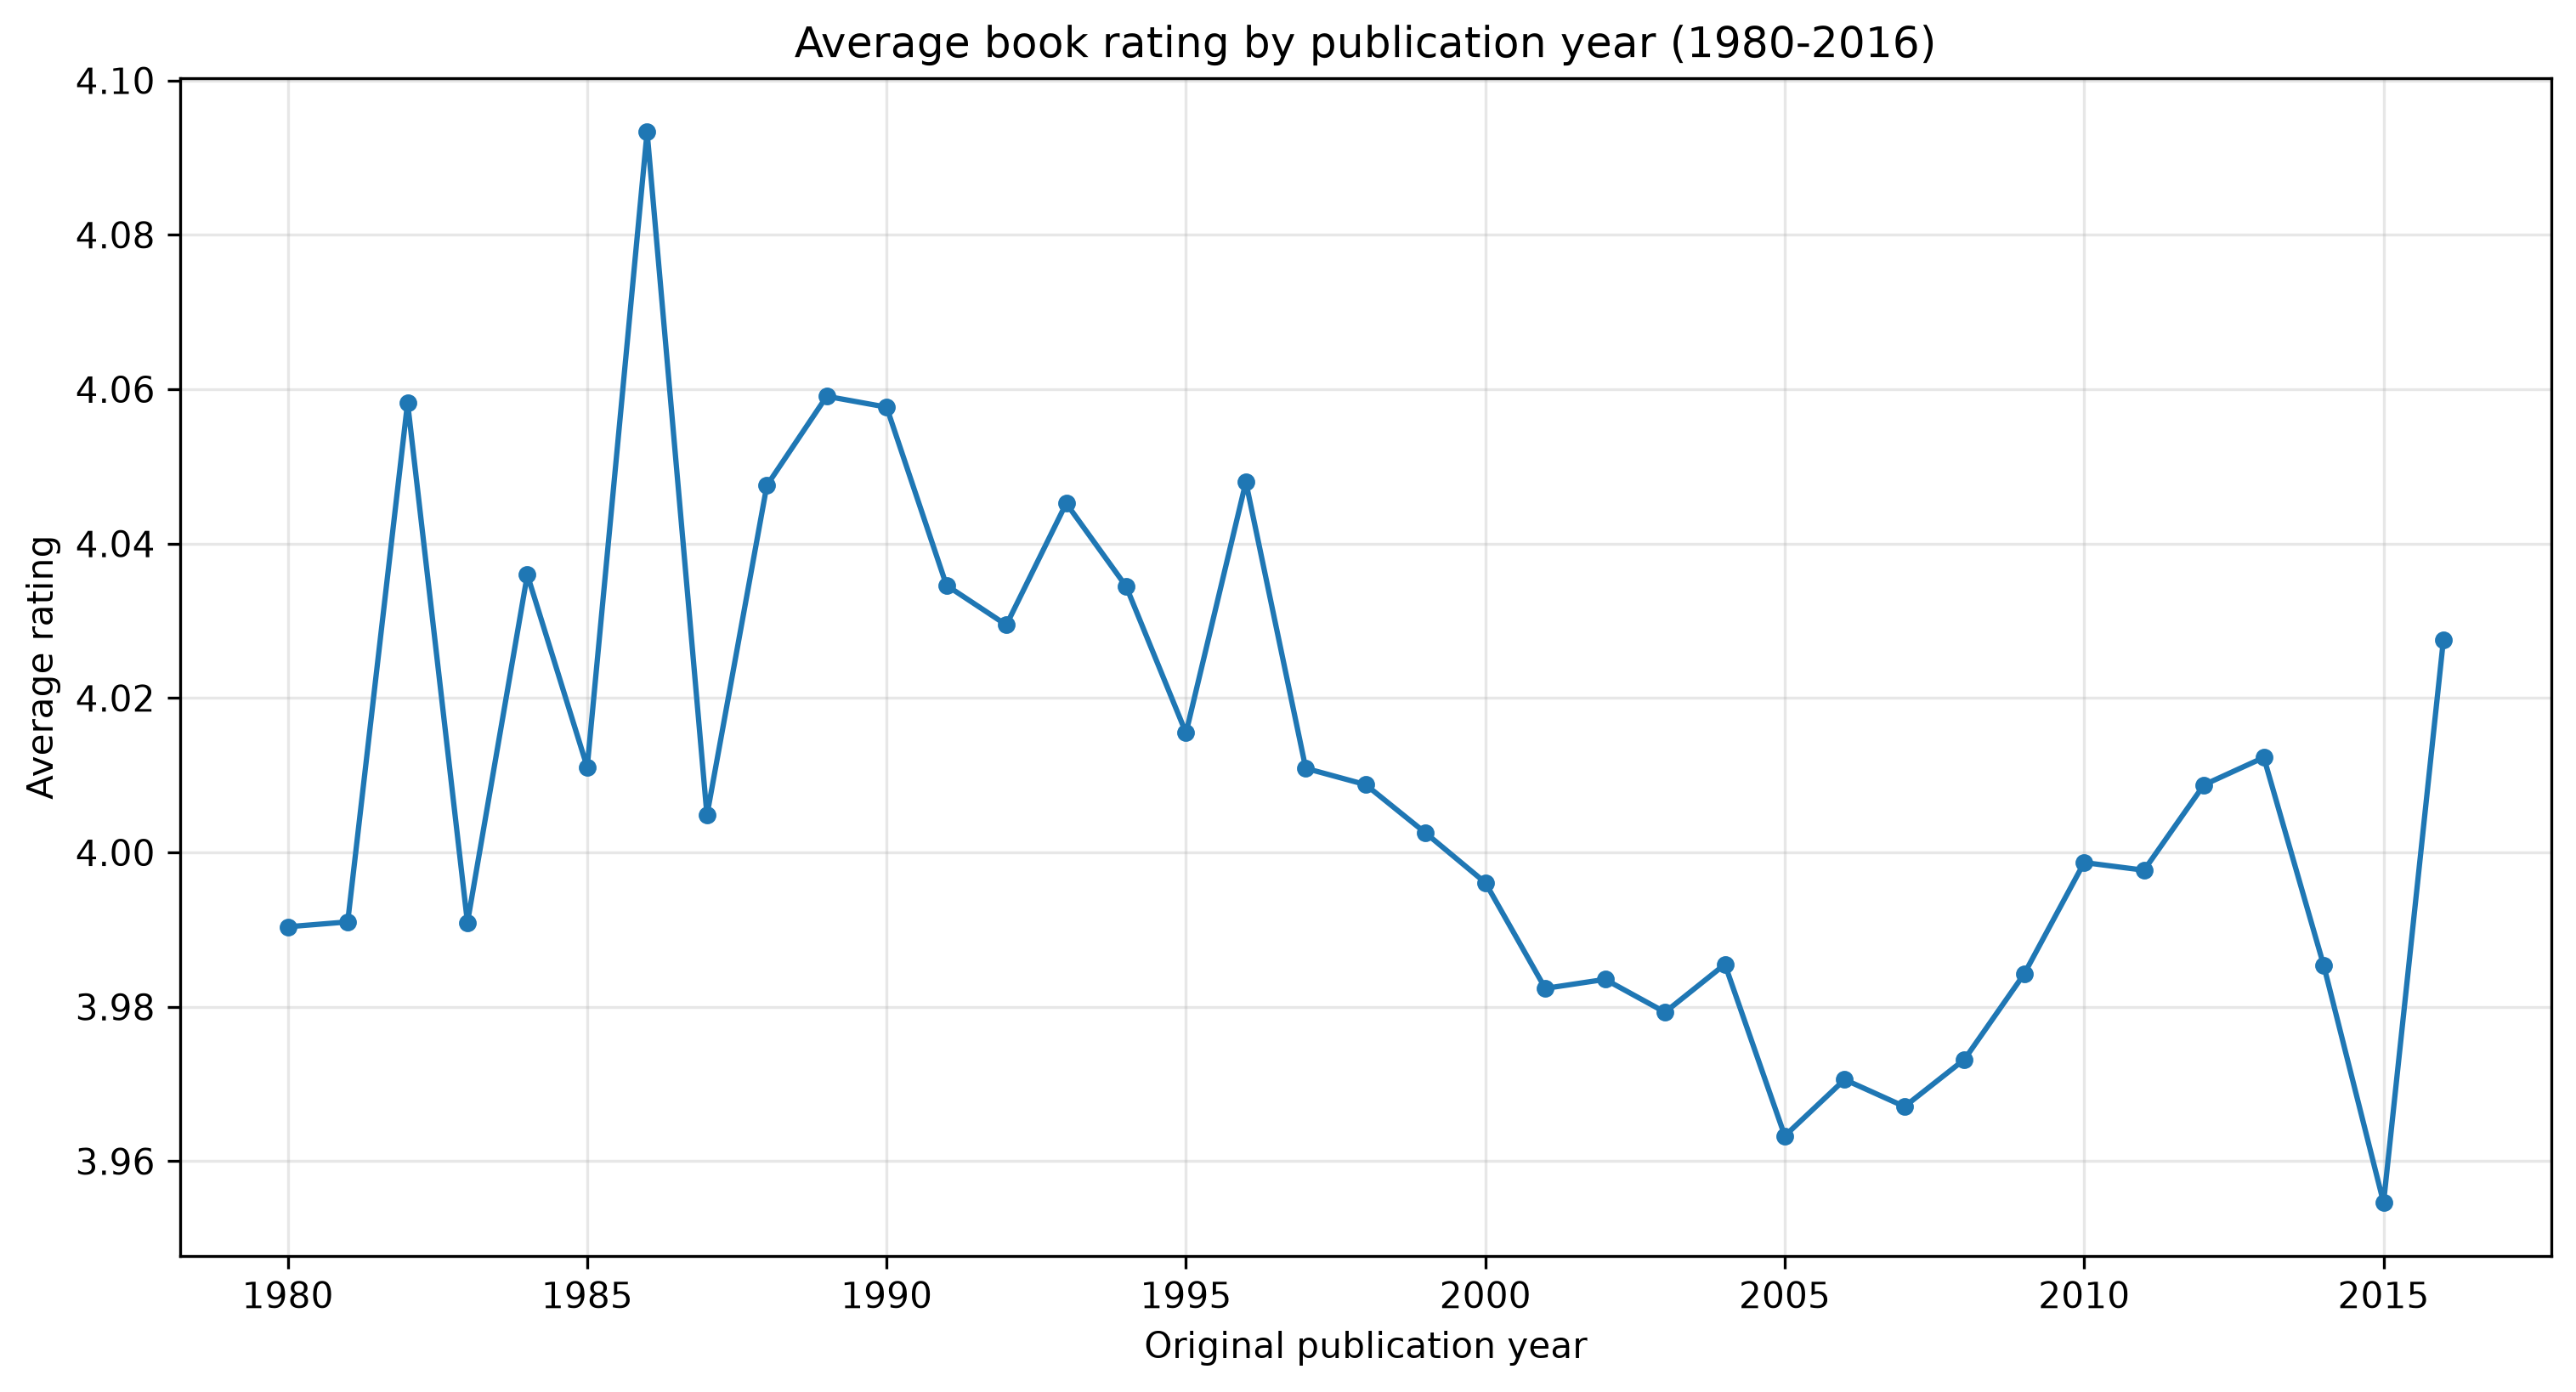 Average book rating by publication year (1980-2016)
4.10
4.08
4.06
4.04
4.02
4.00
3.98
3.96
Average rating
1980 1985 1990 1995 2000 2005 2010 2015
Original publication year